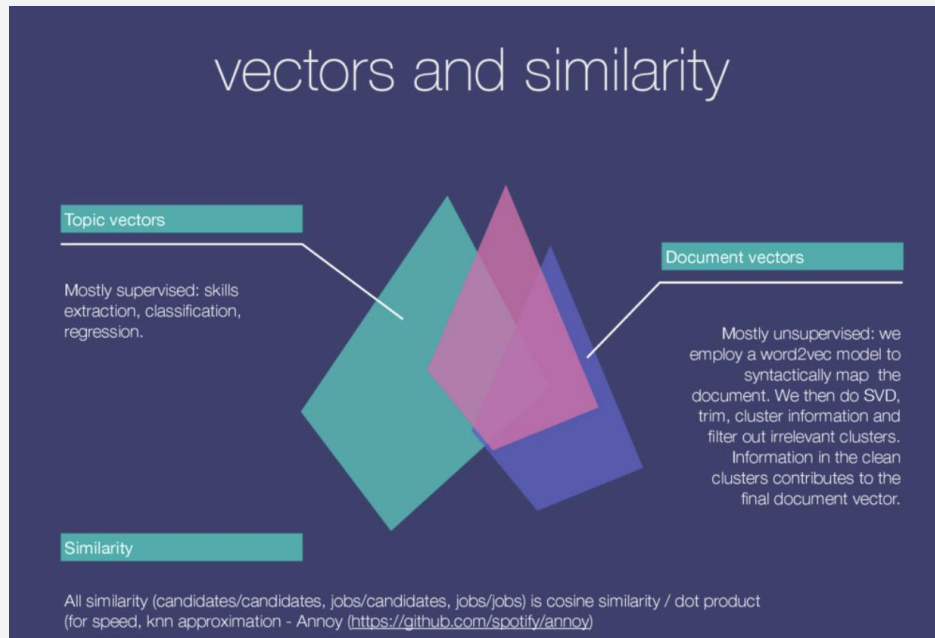 vectors and similarity
Topic vectors
Mostly supervised: skills
extraction, classification,
regression.
Document vectors
Mostly unsupervised: we
employ a word2vec model to
syntactically map the
document. We then do SVD,
trim, cluster information and
filter out irrelevant clusters.
Information in the clean
clusters contributes to the
final document vector.
Similarity
All similarity (candidates/candidates, jobs/candidates, jobs/jobs) is cosine similarity / dot product
(for speed, knn approximation - Annoy (https://github.com/spotify/annoy)